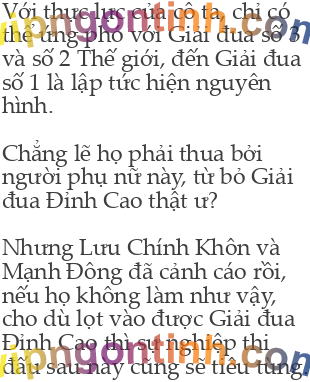 Với thực lực của cô ta, chỉ có
thể ứng phó với Giải đua số 3
và số 2 Thế giới, đến Giải đua
số 1 là lập tức hiện nguyên
hình.
Chẳng lẽ họ phải thua bởi
người phụ nữ này, từ bỏ Giải
đua Đỉnh Cao thật ư?
Nhưng Lưu Chính Khôn và
Mạnh Đông đã cảnh cáo rồi,
nếu họ không làm như vậy,
cho dù lọt vào được Giải đua
Đỉnh Cao thì sự nghiệp thi
đấu sau này cũng sẽ tiêu tùng